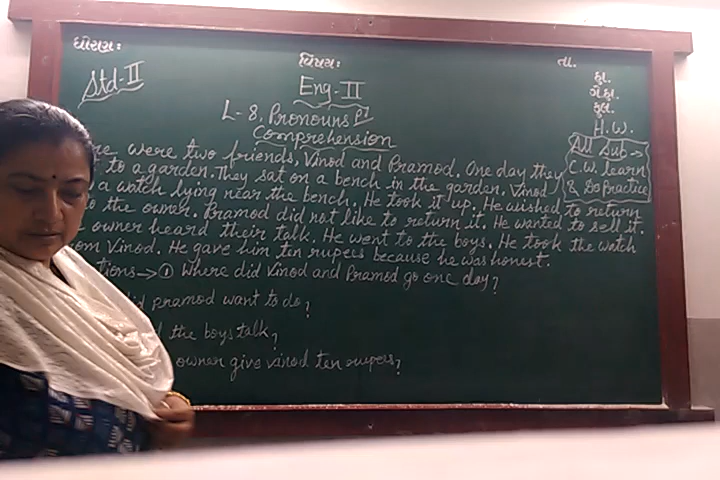 ધોરણઃ
વિષયઃ
તા.
Std-II
Eng-II
કુ.
ગે.હા.
કુલ.
L-8, Pronouns
Comprehension
H.W.
All Sub→
C.W. learn
& Do Practice
re were two friends, Vinod and Pramod. One day they
to a garden. They sat on a bench in the garden. Vinod
a watch lying near the bench. He took it up. He wished to return
to the owner. Pramod did not like to return it. He wanted to sell it.
owner heard their talk. He went to the boys. He took the watch
om Vinod. He gave him ten rupees because he was honest.
tions→① Where did Vinod and Pramod go one day?
did Pramod want to do?
d the boys talk?
owner give Vinod ten rupees?